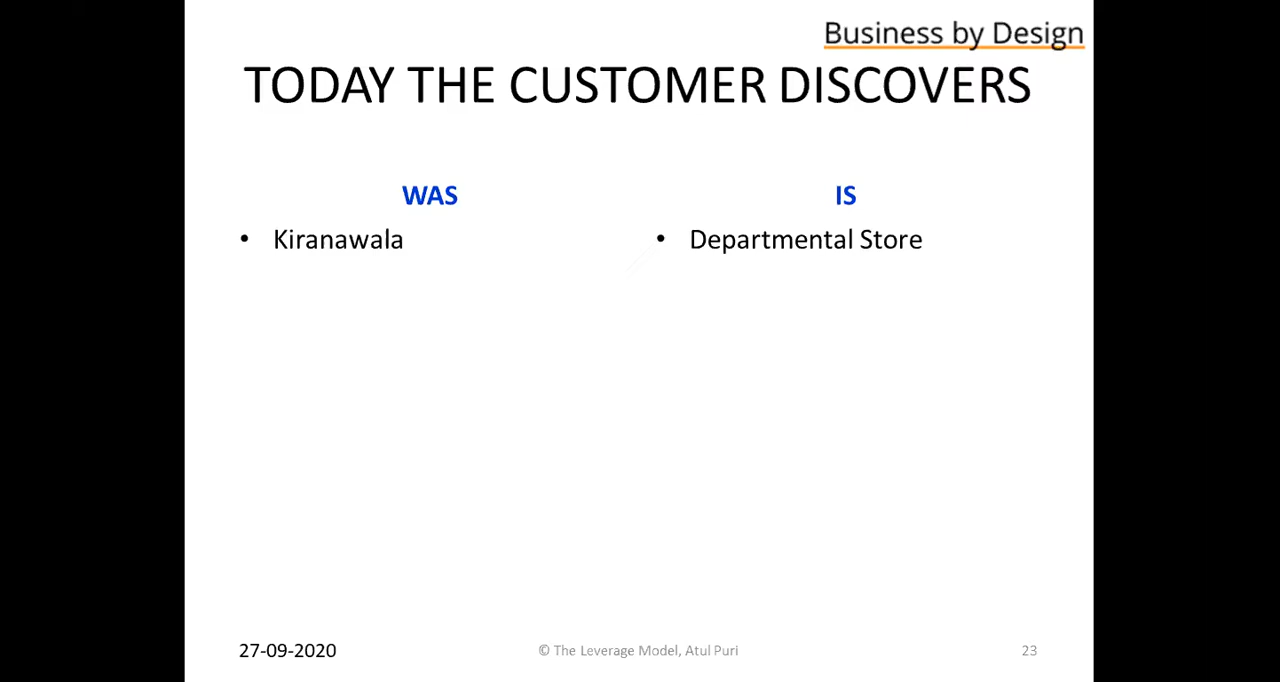 Business by Design
TODAY THE CUSTOMER DISCOVERS
WAS
• Kiranawala
IS
• Departmental Store
27-09-2020
© The Leverage Model, Atul Puri
23